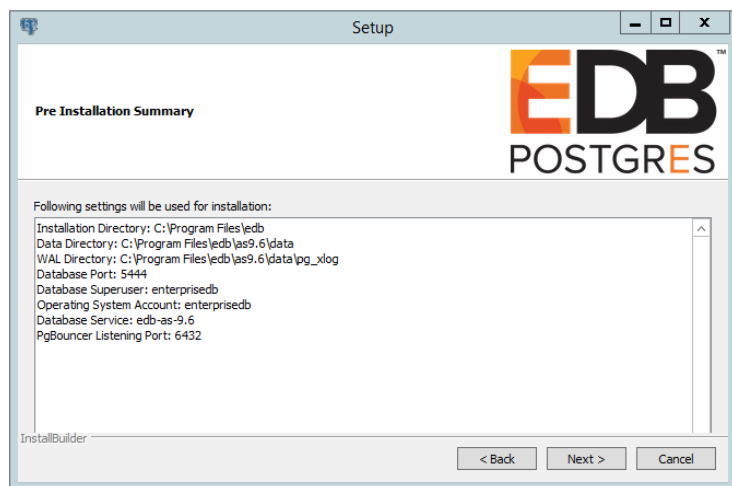 Setup
EDB™
POSTGRES
Pre Installation Summary
Following settings will be used for installation:
Installation Directory: C:\Program Files\edb
Data Directory: C:\Program Files\edb\as9.6\data
WAL Directory: C:\Program Files\edb\as9.6\data\pg_xlog
Database Port: 5444
Database Superuser: enterprisedb
Operating System Account: enterprisedb
Database Service: edb-as-9.6
PgBouncer Listening Port: 6432
InstallBuilder
< Back
Next >
Cancel